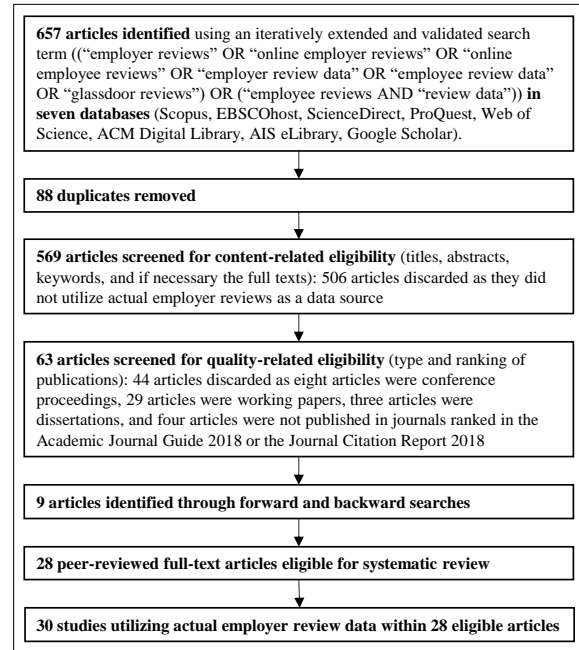 657 articles identified using an iteratively extended and validated search
term ((“employer reviews” OR “online employer reviews” OR “online
employee reviews” OR “employer review data” OR “employee review data”
OR “glassdoor reviews”) OR (“employee reviews AND “review data”)) in
seven databases (Scopus, EBSCOhost, ScienceDirect, ProQuest, Web of
Science, ACM Digital Library, AIS eLibrary, Google Scholar).
88 duplicates removed
569 articles screened for content-related eligibility (titles, abstracts,
keywords, and if necessary the full texts): 506 articles discarded as they did
not utilize actual employer reviews as a data source
63 articles screened for quality-related eligibility (type and ranking of
publications): 44 articles discarded as eight articles were conference
proceedings, 29 articles were working papers, three articles were
dissertations, and four articles were not published in journals ranked in the
Academic Journal Guide 2018 or the Journal Citation Report 2018
9 articles identified through forward and backward searches
28 peer-reviewed full-text articles eligible for systematic review
30 studies utilizing actual employer review data within 28 eligible articles